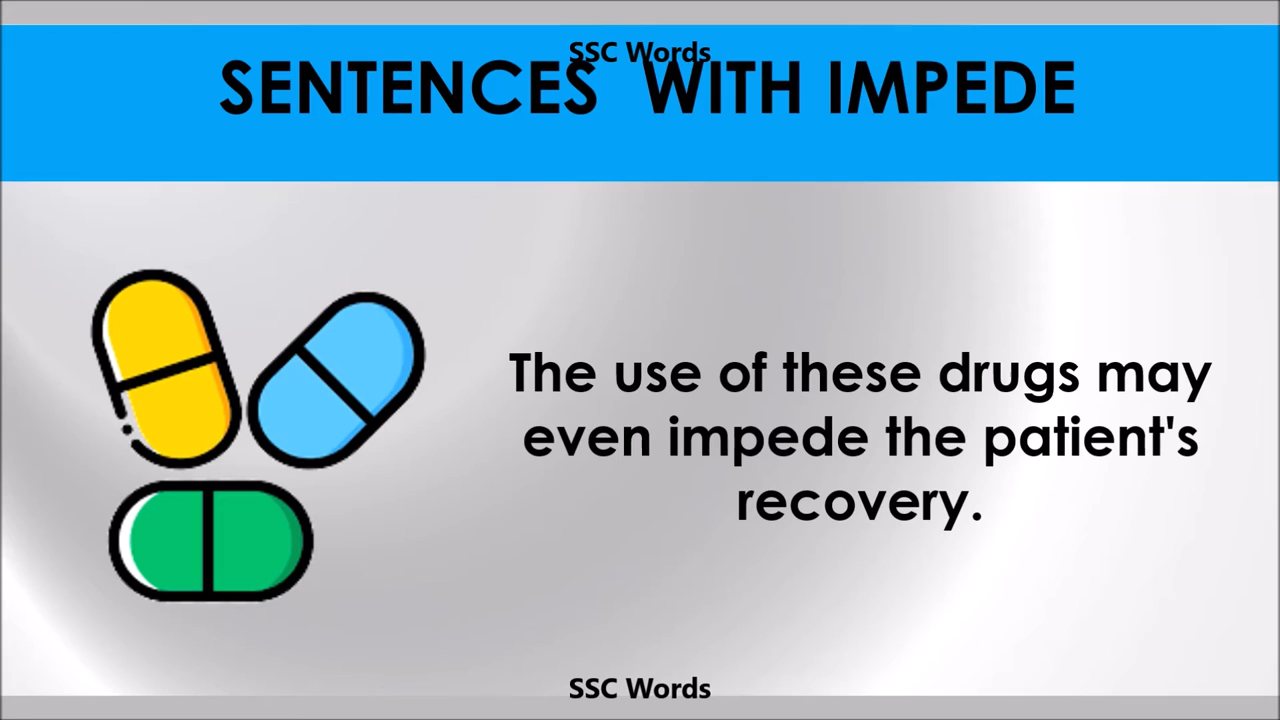 SSC Words
SENTENCES WITH IMPEDE
The use of these drugs may
even impede the patient's
recovery.
SSC Words